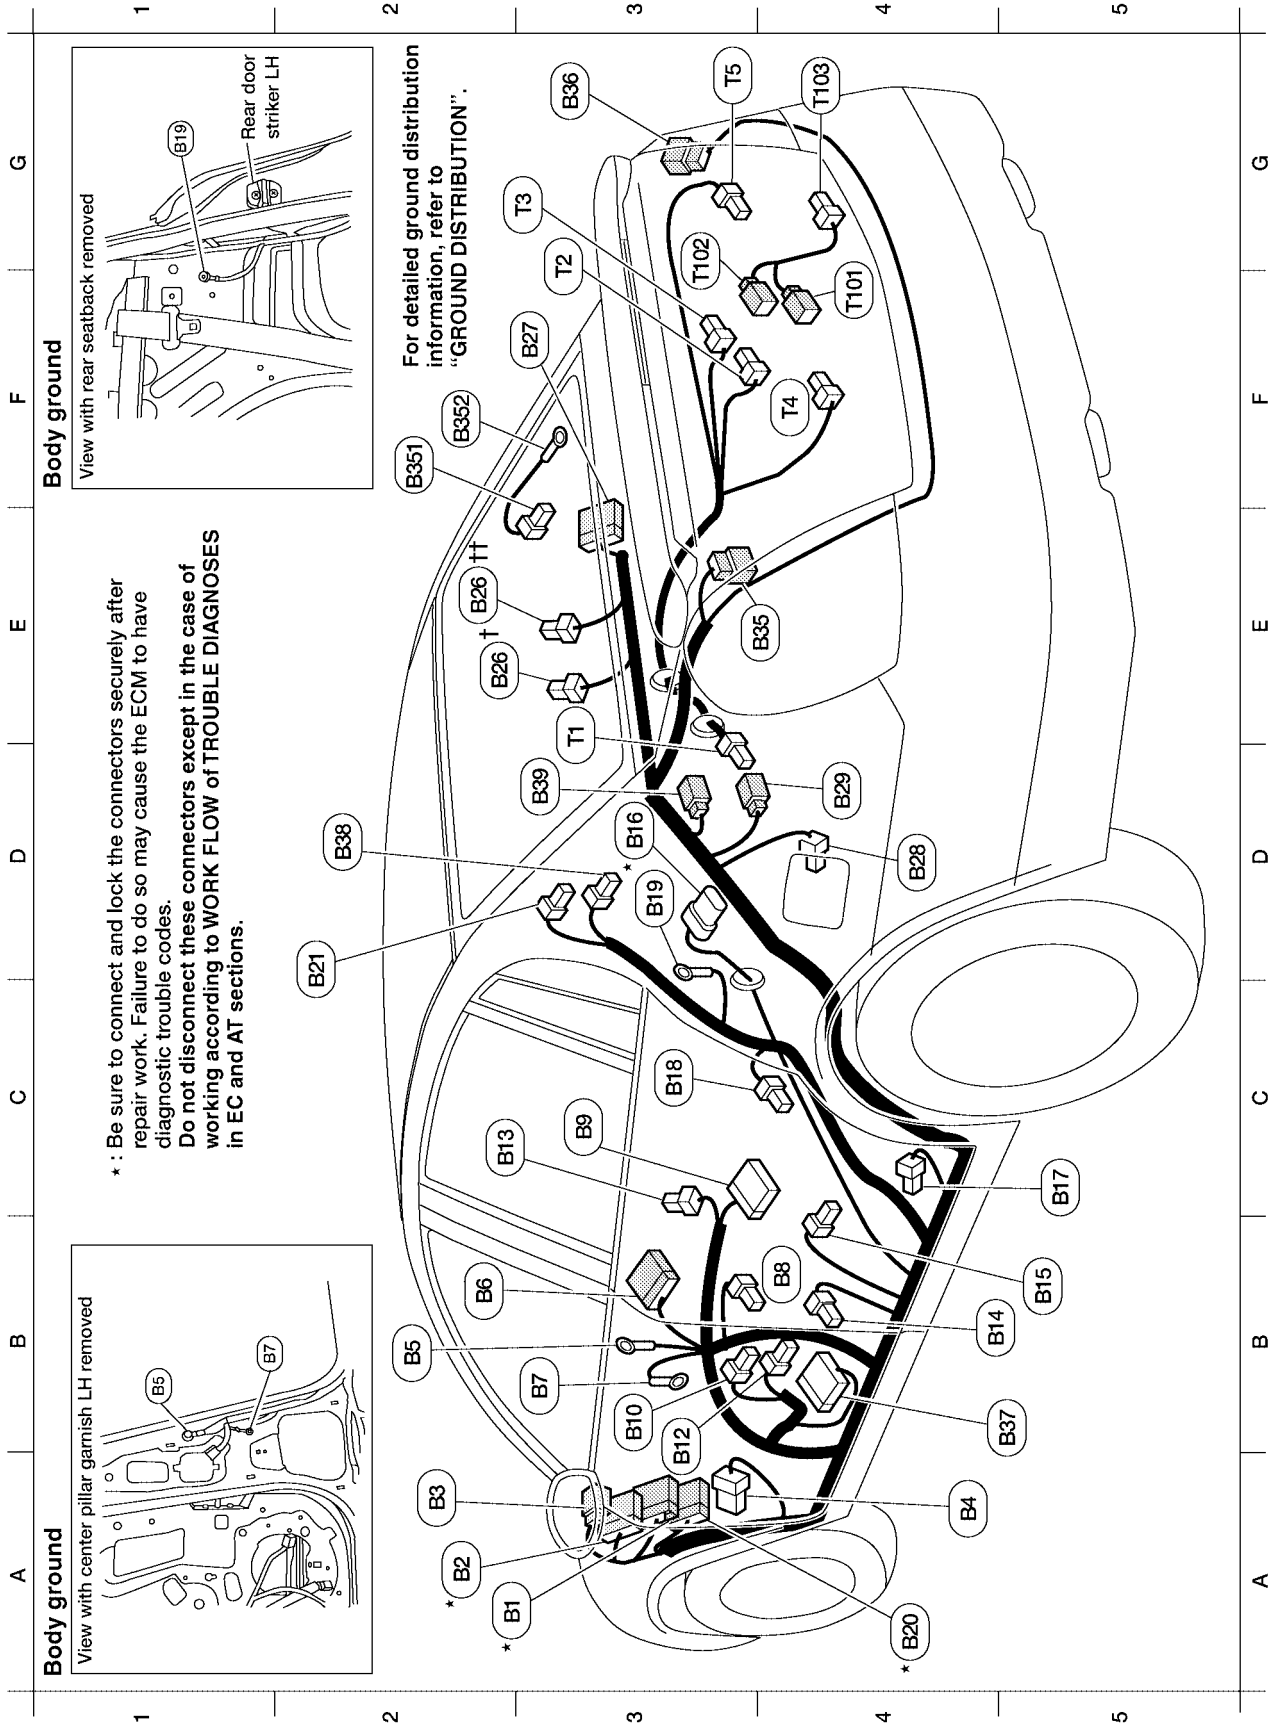 Body ground
View with center pillar garnish LH removed
B5
B7
★ : Be sure to connect and lock the connectors securely after
repair work. Failure to do so may cause the ECM to have
diagnostic trouble codes.
Do not disconnect these connectors except in the case of
working according to WORK FLOW of TROUBLE DIAGNOSES
in EC and AT sections.
Body ground
View with rear seatback removed
B19
Rear door
striker LH
For detailed ground distribution
information, refer to
"GROUND DISTRIBUTION".
A
B
C
D
E
F
G
1
2
3
4
5
★ B1
★ B2
B3
B7
B5
B6
B10
B12
B13
B9
B8
B18
B21
B38
★
B19
B16
B39
T1
B26 †
B26 ††
B351
B352
B27
T2
T3
B36
T5
T102
T103
T101
T4
B35
B29
B28
B17
B15
B14
B37
B4
★ B20
1
2
3
4
5
A
B
C
D
E
F
G